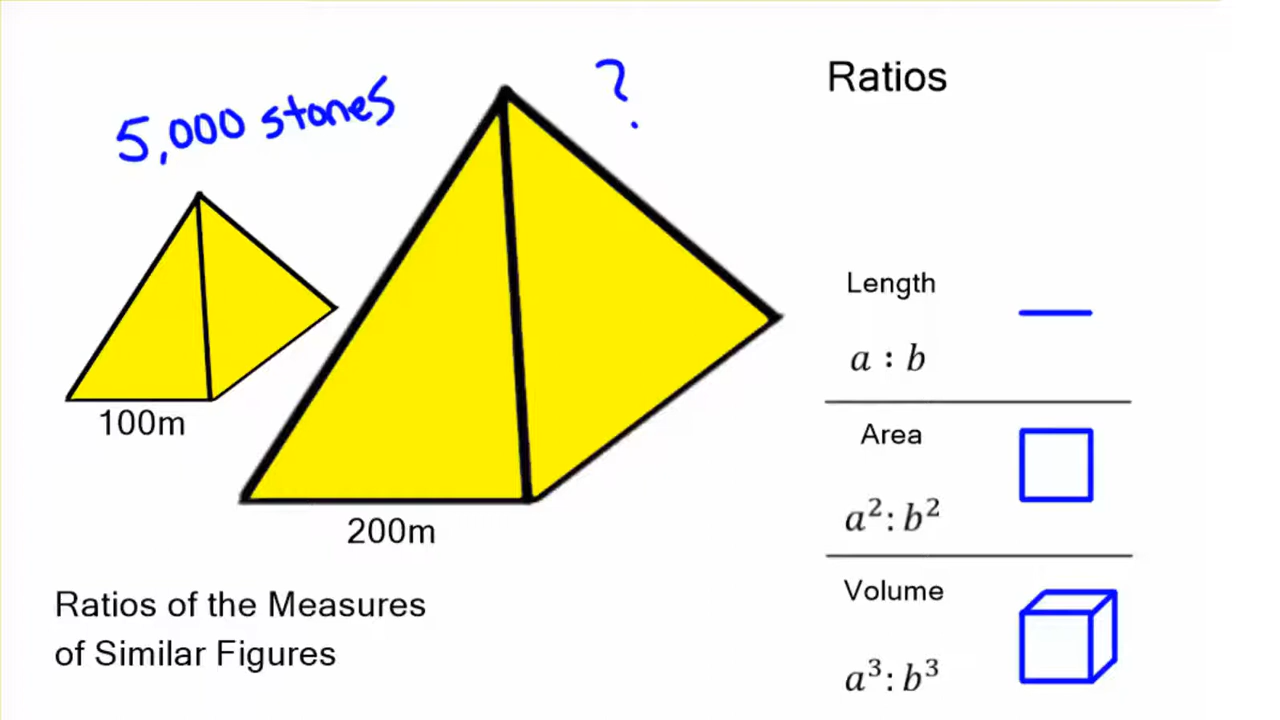 5,000 stones
?
100m
200m
Ratios of the Measures
of Similar Figures
Ratios
Length
a : b
Area
a²: b²
Volume
a³: b³